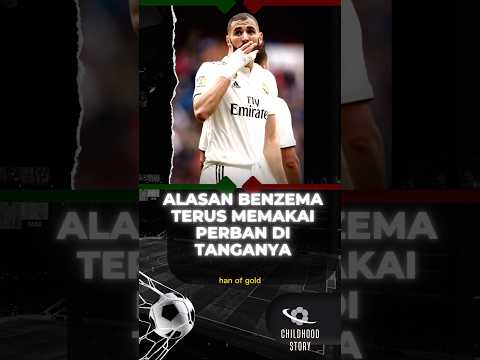 Fly
Emirates
ALASAN BENZEMA
TERUS MEMAKAI
PERBAN DI
TANGANYA
han of gold
CHILDHOOD
STORY